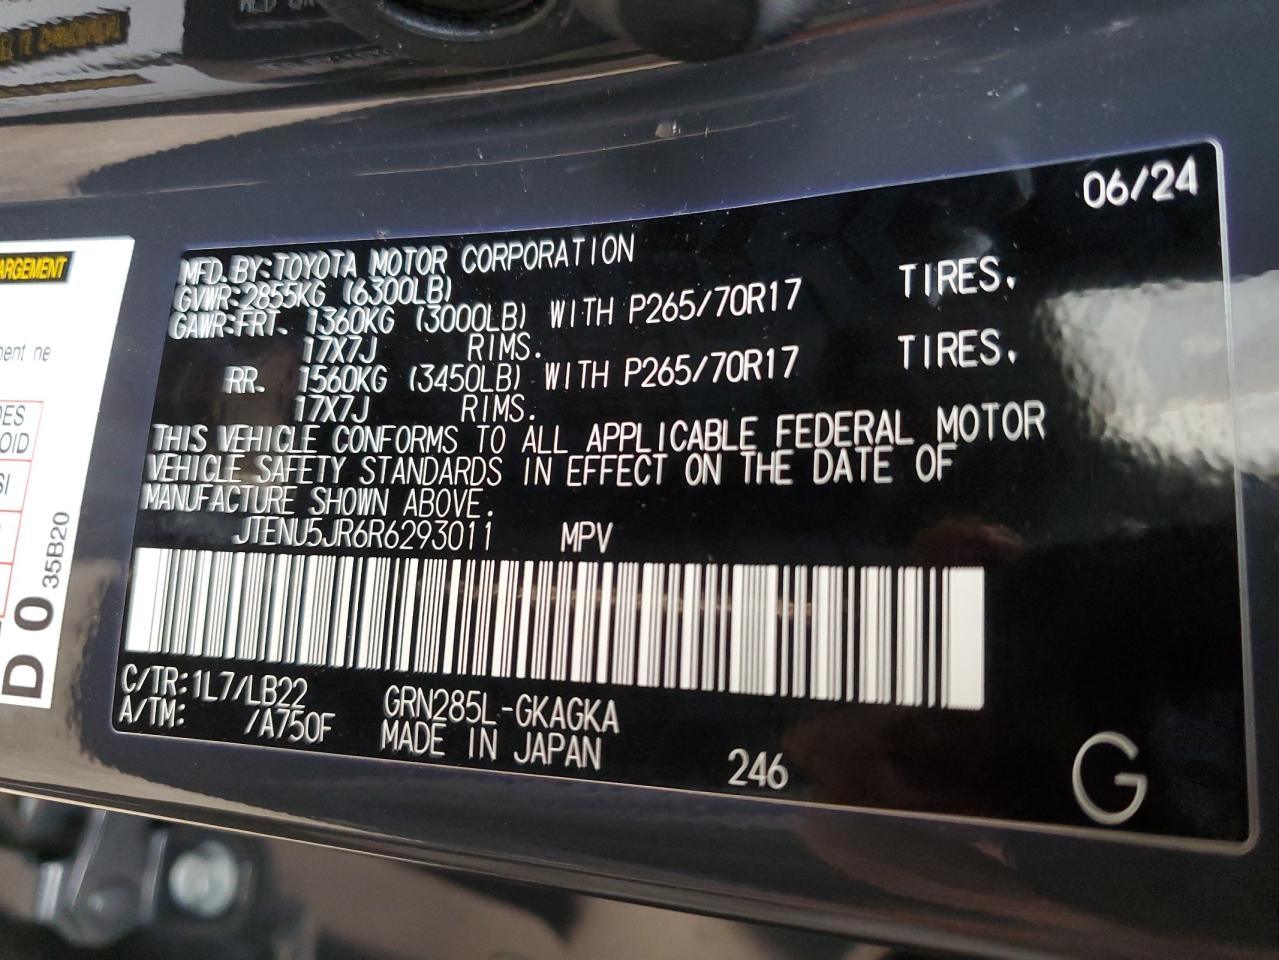 06/24
MFD. BY: TOYOTA MOTOR CORPORATION
GVWR: 2855KG (6300LB)
GAWR:FRT. 1360KG (3000LB) WITH P265/70R17 TIRES.
17X7J RIMS.
RR. 1560KG (3450LB) WITH P265/70R17 TIRES.
17X7J RIMS.
THIS VEHICLE CONFORMS TO ALL APPLICABLE FEDERAL MOTOR
VEHICLE SAFETY STANDARDS IN EFFECT ON THE DATE OF
MANUFACTURE SHOWN ABOVE.
JTENU5JR6R6293011 MPV
C/TR: 1L7/LB22 GRN285L-GKAGKA
A/TM: /A750F MADE IN JAPAN
246
G
ARGEMENT
ne
DES
OID
SI
D 0
35B20